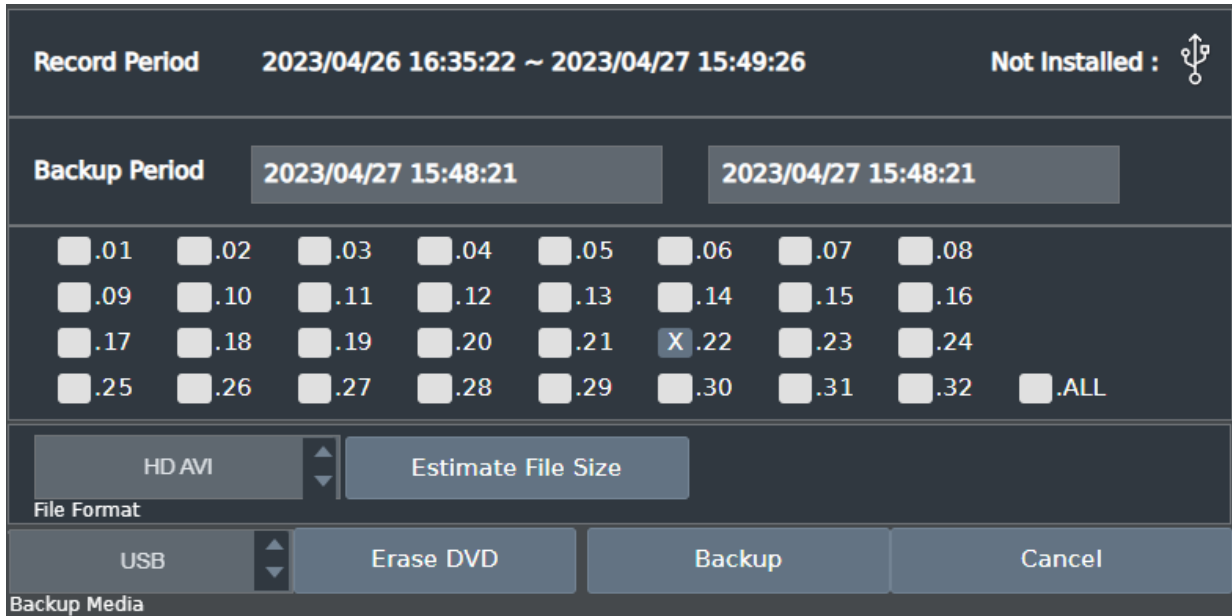 Record Period 2023/04/26 16:35:22 ~ 2023/04/27 15:49:26 Not Installed :
Backup Period 2023/04/27 15:48:21 2023/04/27 15:48:21
.01 .02 .03 .04 .05 .06 .07 .08
.09 .10 .11 .12 .13 .14 .15 .16
.17 .18 .19 .20 .21 X .22 .23 .24
.25 .26 .27 .28 .29 .30 .31 .32 .ALL
HD AVI Estimate File Size
File Format
USB Erase DVD Backup Cancel
Backup Media